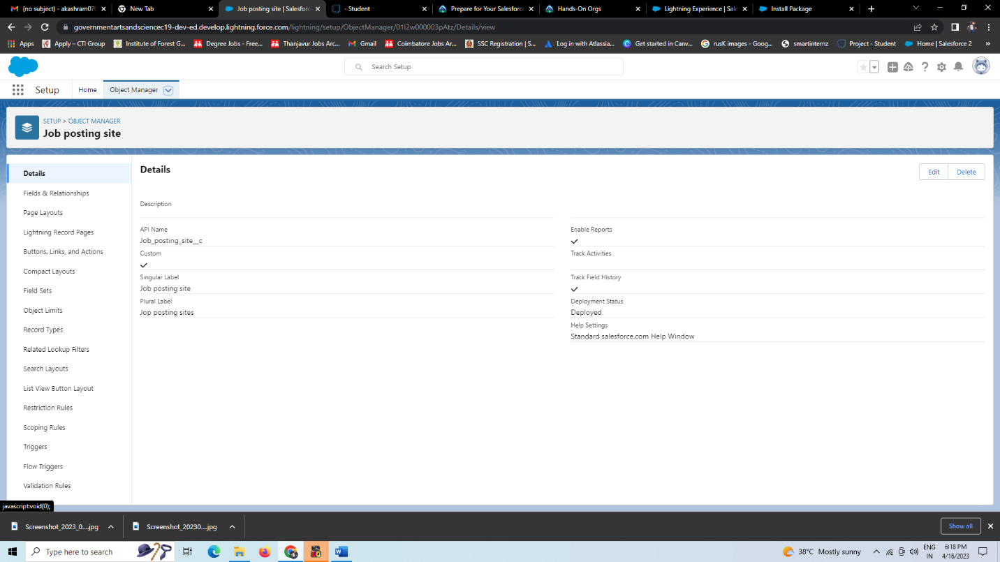 (no subject) - akashram070
New Tab
Job posting site | Salesforc
- Student
Prepare for Your Salesforce
Hands-On Orgs
Lightning Experience | Sale
Install Package
governmentartsandsciencec19-dev-ed.develop.lightning.force.com/lightning/setup/ObjectManager/01I2w000003pAtz/Details/view
Apps
Apply – CTI Group
Institute of Forest G...
Degree Jobs - Free...
Thanjavur Jobs Arc...
Gmail
Coimbatore Jobs Ar...
SSC Registration | S...
Log in with Atlassia...
Get started in Canv...
rusK images - Goog...
smartinternz
Project - Student
Home | Salesforce 2
»
Search Setup
Setup
Home
Object Manager
SETUP > OBJECT MANAGER
Job posting site
Details
Fields & Relationships
Page Layouts
Lightning Record Pages
Buttons, Links, and Actions
Compact Layouts
Field Sets
Object Limits
Record Types
Related Lookup Filters
Search Layouts
List View Button Layout
Restriction Rules
Scoping Rules
Triggers
Flow Triggers
Validation Rules
Details
Edit
Delete
Description
API Name
Job_posting_site__c
Custom
Singular Label
Job posting site
Plural Label
Jop posting sites
Enable Reports
Track Activities
Track Field History
Deployment Status
Deployed
Help Settings
Standard salesforce.com Help Window
javascript:void(0);
Screenshot_2023_0....jpg
Screenshot_20230....jpg
Show all
Type here to search
38°C Mostly sunny
ENG
IN
6:18 PM
4/16/2023